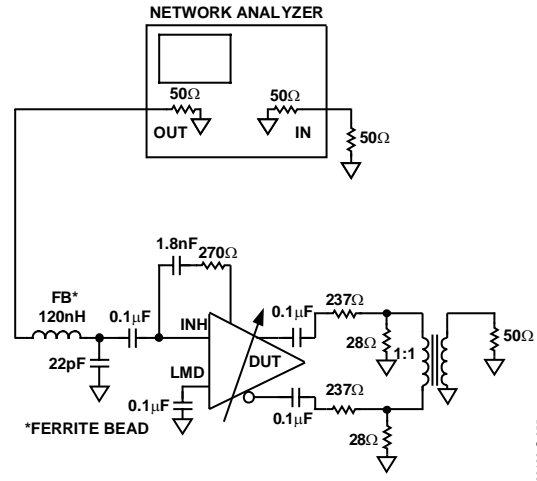 NETWORK ANALYZER
50Ω
50Ω
OUT
IN
50Ω
1.8nF
270Ω
FB*
120nH
0.1μF
INH
0.1μF
237Ω
50Ω
28Ω
1:1
22pF
LMD
DUT
237Ω
0.1μF
0.1μF
*FERRITE BEAD
28Ω